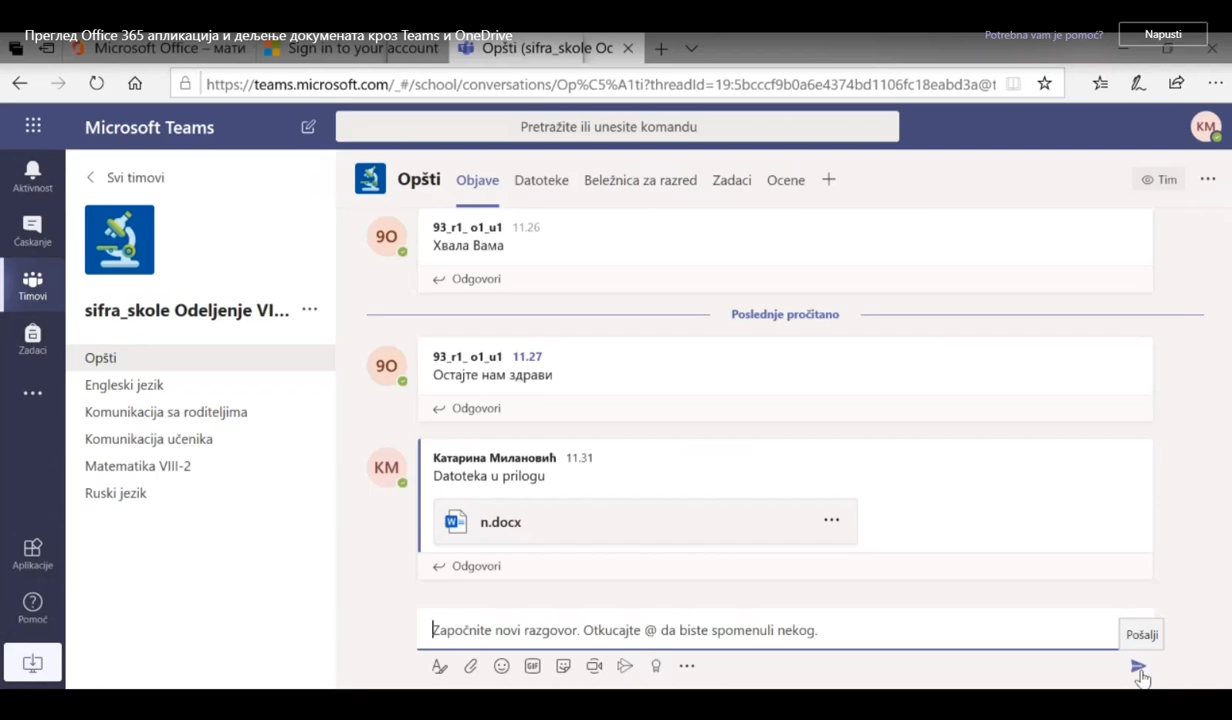 Преглед Office 365 апликација и дељење докумената кроз Teams и OneDrive
Potrebna vam je pomoć?
Napusti
Microsoft Office – мати
Sign in to your account
Opšti (sifra_skole Oc
https://teams.microsoft.com/_#/school/conversations/Op%C5%A1ti?threadId=19:5bcccf9b0a6e4374bd1106fc18eabd3a@t
Microsoft Teams
Pretražite ili unesite komandu
KM
Aktivnost
Ćaskanje
Timovi
Zadaci
Aplikacije
Pomoć
Svi timovi
sifra_skole Odeljenje VI...
Opšti
Engleski jezik
Komunikacija sa roditeljima
Komunikacija učenika
Matematika VIII-2
Ruski jezik
Opšti Objave Datoteke Beležnica za razred Zadaci Ocene
Tim
9O
93_r1_ o1_u1 11.26
Хвала Вама
Odgovori
Poslednje pročitano
9O
93_r1_ o1_u1 11.27
Остајте нам здрави
Odgovori
KM
Катарина Милановић 11.31
Datoteka u prilogu
n.docx
Odgovori
Započnite novi razgovor. Otkucajte @ da biste spomenuli nekog.
Pošalji
GIF